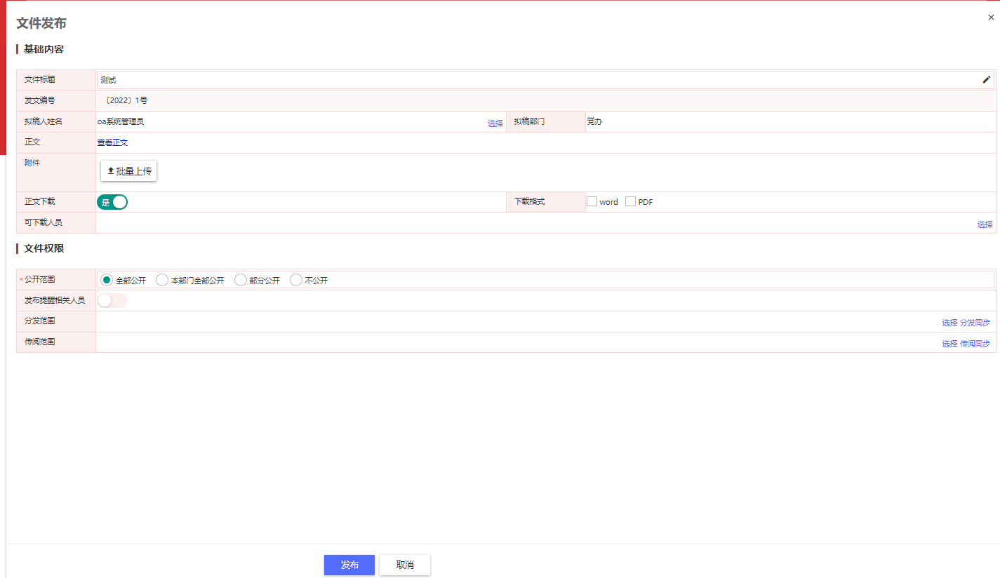 文件发布
基础内容
文件标题 测试
发文编号 〔2022〕1号
拟稿人姓名 oa系统管理员 选择 拟稿部门 党办
正文 查看正文
附件 批量上传
正文下载 是 下载格式 word PDF
可下载人员 选择
文件权限
*公开范围 全部公开 本部门全部公开 部分公开 不公开
发布提醒相关人员
分发范围 选择 分发同步
传阅范围 选择 传阅同步
发布 取消